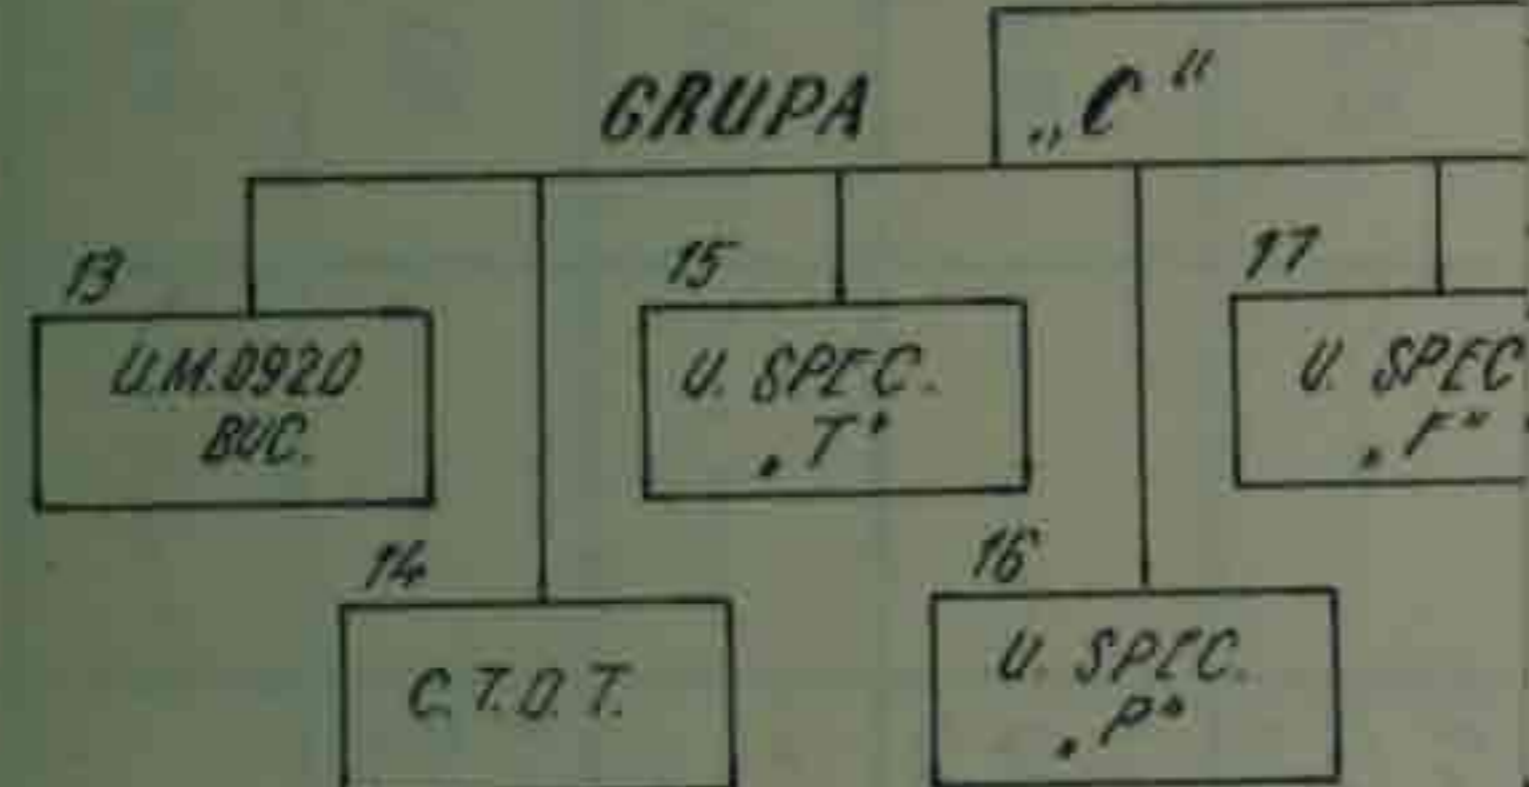 GRUPA „C“
13
U.M.0920
BUC.
15
U. SPEC.
„T“
17
U. SPEC
„F“
14
C.T.O.T.
16
U. SPEC.
„P“